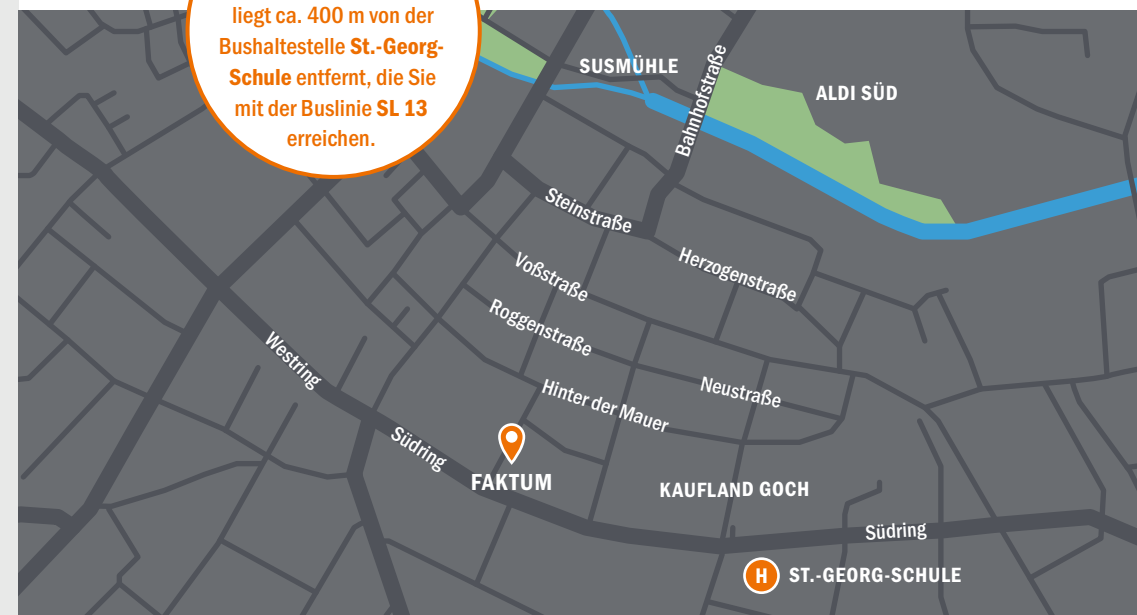 liegt ca. 400 m von der
Bushaltestelle St.-Georg-
Schule entfernt, die Sie
mit der Buslinie SL 13
erreichen.
SUSMÜHLE
Bahnhofstraße
ALDI SÜD
Steinstraße
Herzogenstraße
Voßstraße
Roggenstraße
Westring
Hinter der Mauer
Neustraße
Südring
FAKTUM
KAUFLAND GOCH
Südring
H ST.-GEORG-SCHULE